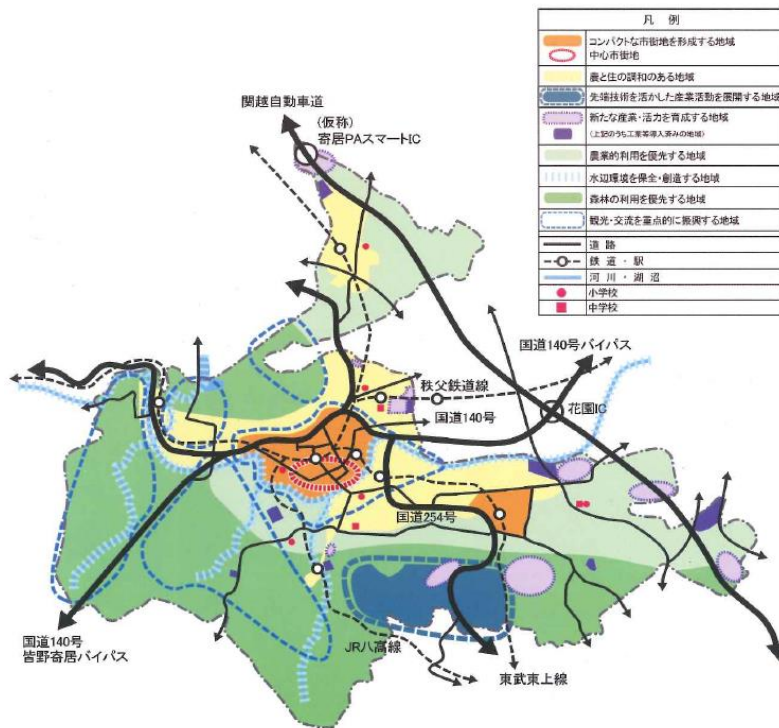 凡例
コンパクトな市街地を形成する地域
中心市街地
農と住の調和のある地域
先端技術を活かした産業活動を展開する地域
新たな産業・活力を育成する地域
(上記のうち工業等導入済みの地域)
農業的利用を優先する地域
水辺環境を保全・創造する地域
森林の利用を優先する地域
観光・交流を重点的に振興する地域
道路
鉄道・駅
河川・湖沼
小学校
中学校
関越自動車道
(仮称)
寄居PAスマートIC
国道140号バイパス
秩父鉄道線
国道140号
花園IC
国道254号
国道140号
皆野寄居バイパス
JR八高線
東武東上線